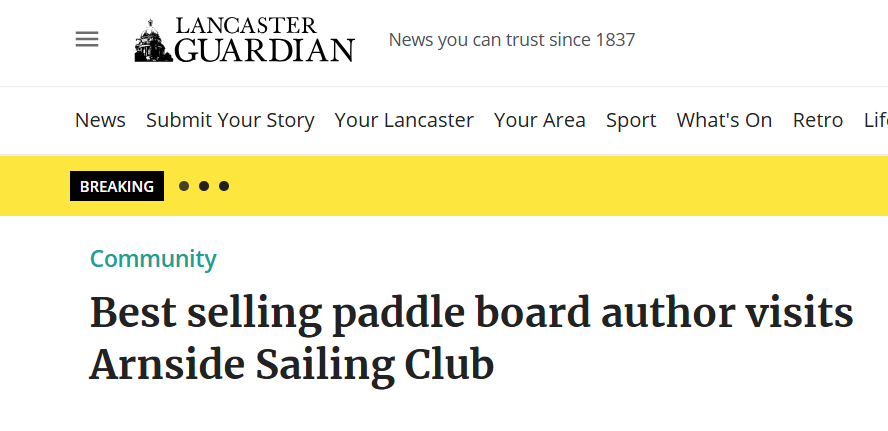 LANCASTER
GUARDIAN
News you can trust since 1837
News Submit Your Story Your Lancaster Your Area Sport What's On Retro
BREAKING
Community
Best selling paddle board author visits
Arnside Sailing Club